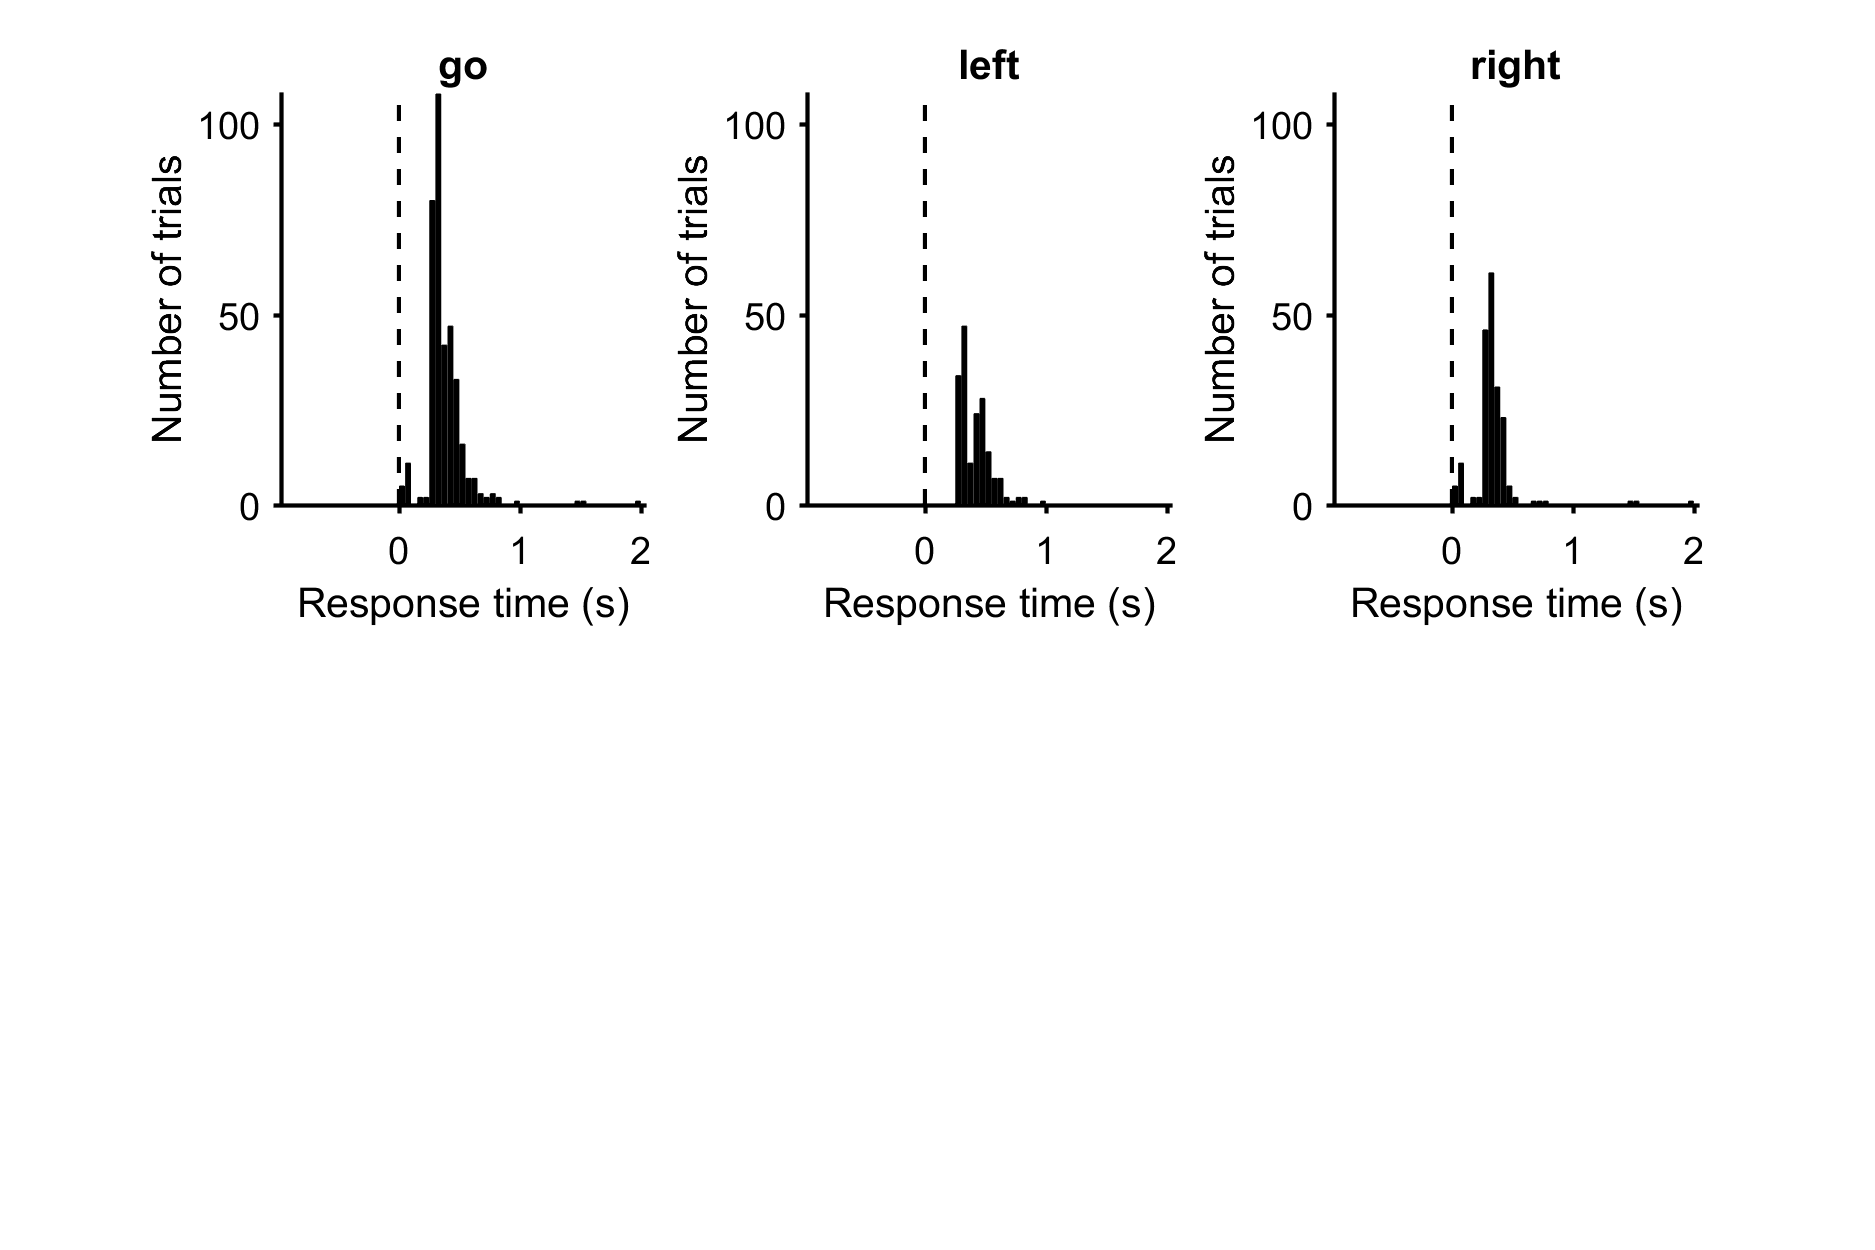 go
100
50
0
Number of trials
0 1 2
Response time (s)
left
100
50
0
Number of trials
0 1 2
Response time (s)
right
100
50
0
Number of trials
0 1 2
Response time (s)